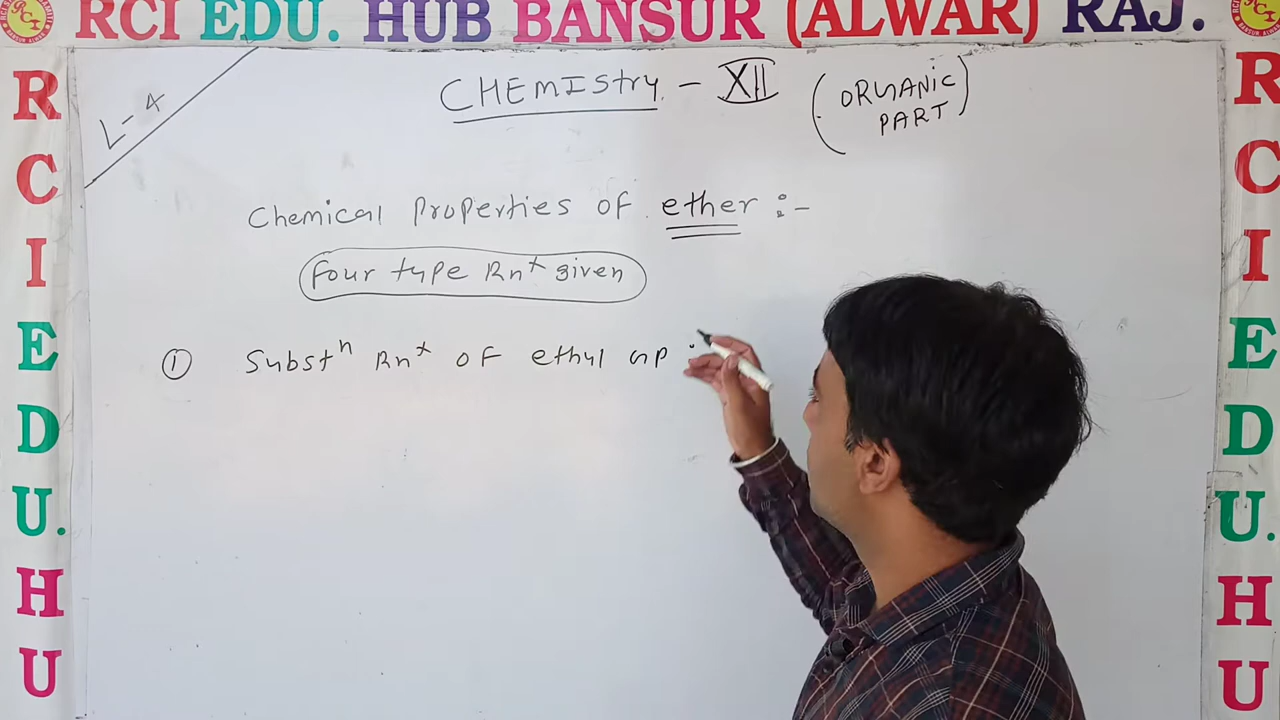 RCI EDU. HUB BANSUR (ALWAR) RAJ.
R
C
I
E
D
U.
H
U
L-4
CHEMIStry - XII
(ORGANIC
PART)
Chemical Properties of ether :-
Four type Rnˣ given
① Substⁿ Rnˣ of ethyl gp :
R
C
I
E
D
U.
H
U